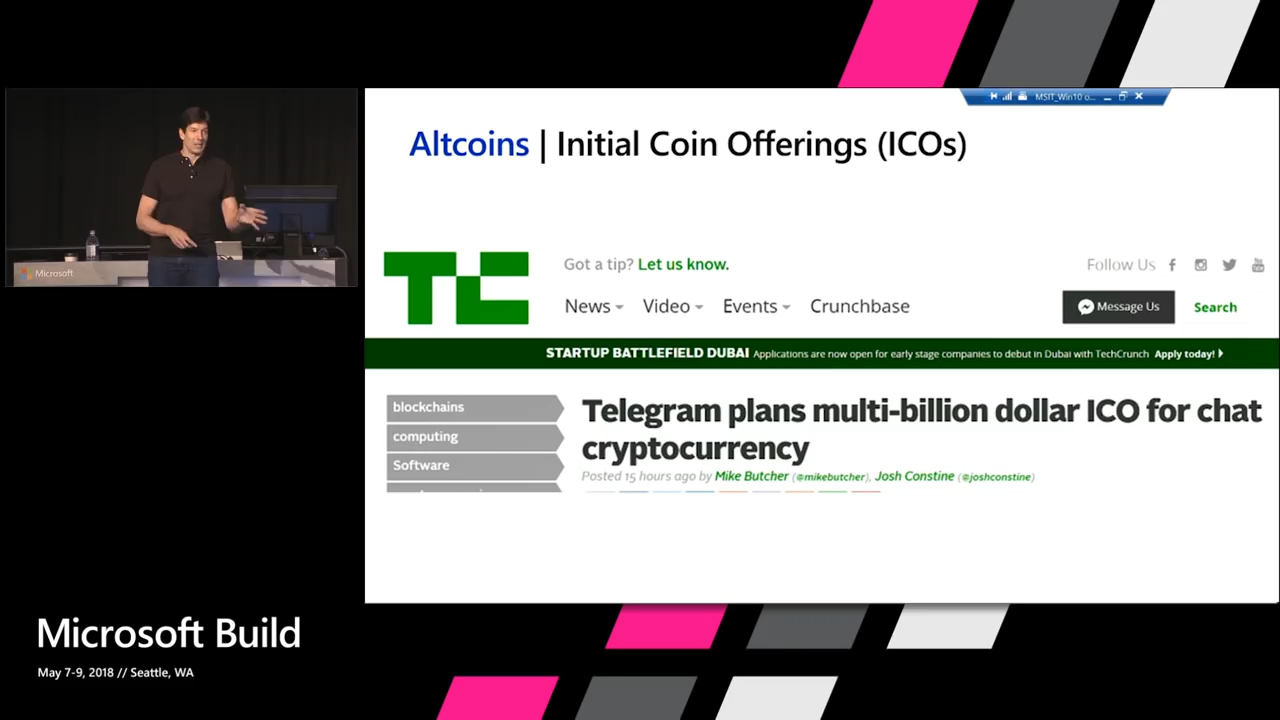 MSIT_Win10 o...
Altcoins | Initial Coin Offerings (ICOs)
TC
Got a tip? Let us know.
Follow Us
News
Video
Events
Crunchbase
Message Us
Search
STARTUP BATTLEFIELD DUBAI Applications are now open for early stage companies to debut in Dubai with TechCrunch Apply today!
blockchains
computing
Software
Telegram plans multi-billion dollar ICO for chat
cryptocurrency
Posted 15 hours ago by Mike Butcher (@mikebutcher), Josh Constine (@joshconstine)
Microsoft
Microsoft Build
May 7-9, 2018 // Seattle, WA